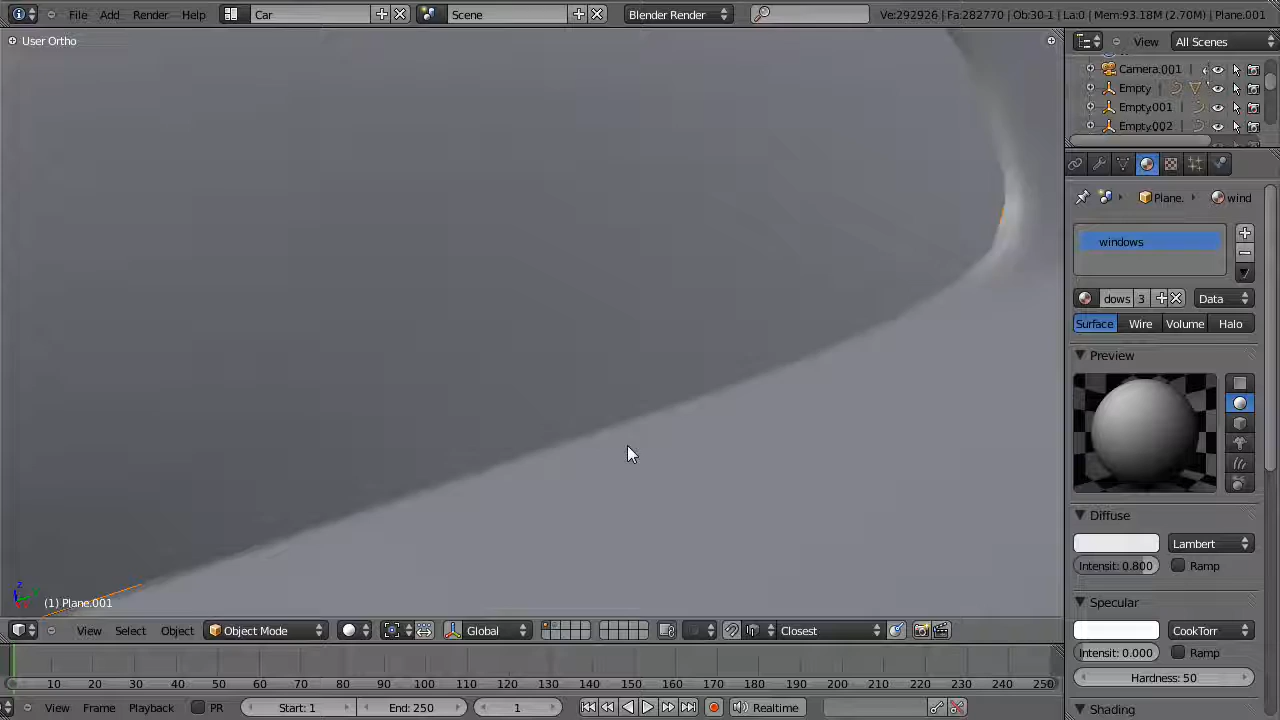 File Add Render Help Car Scene Blender Render Ve:292926 | Fa:282770 | Ob:30-1 | La:0 | Mem:93.18M (2.70M) | Plane.001
User Ortho
View All Scenes
Camera.001
Empty
Empty.001
Empty.002
Plane. wind
windows
dows 3 Data
Surface Wire Volume Halo
Preview
Diffuse
Lambert
Intensit: 0.800 Ramp
Specular
CookTorr
Intensit: 0.000 Ramp
Hardness: 50
Shading
(1) Plane.001
View Select Object Object Mode Global Closest
10 20 30 40 50 60 70 80 90 100 110 120 130 140 150 160 170 180 190 200 210 220 230 240 250
View Frame Playback PR Start: 1 End: 250 1 Realtime